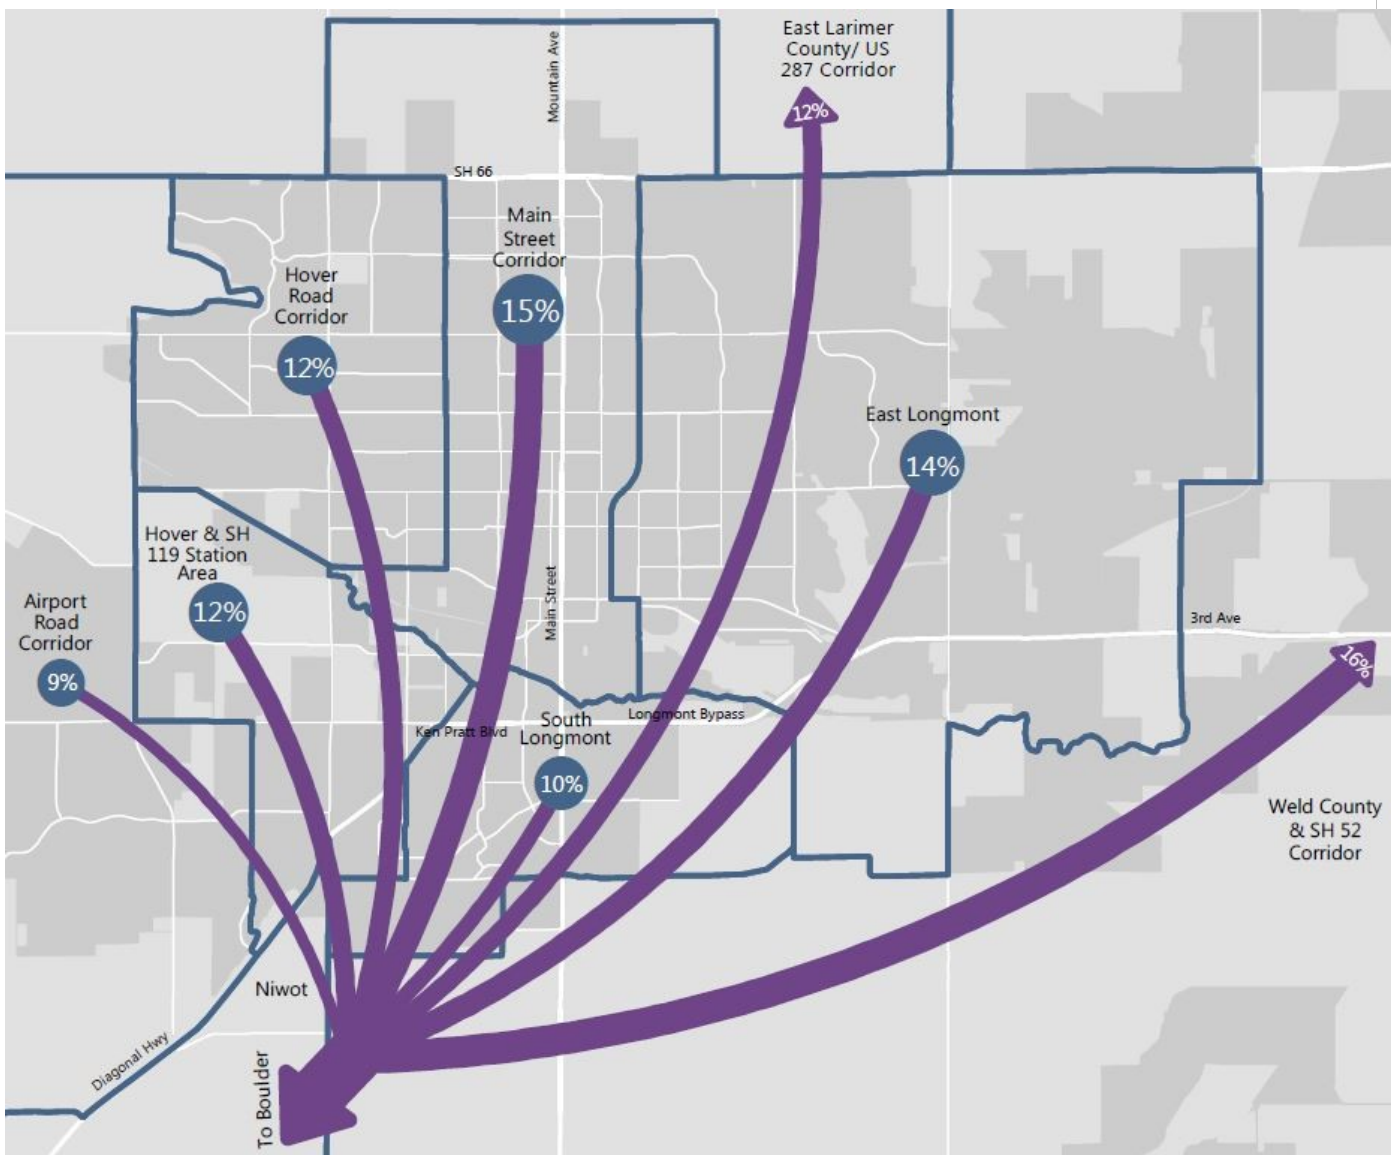 East Larimer
County/ US
287 Corridor
12%
Mountain Ave
SH 66
Main
Street
Corridor
15%
Hover
Road
Corridor
12%
East Longmont
14%
Hover & SH
119 Station
Area
12%
Airport
Road
Corridor
9%
Main Street
3rd Ave
16%
Weld County
& SH 52
Corridor
Ken Pratt Blvd
South
Longmont
10%
Longmont Bypass
Niwot
Diagonal Hwy
To Boulder